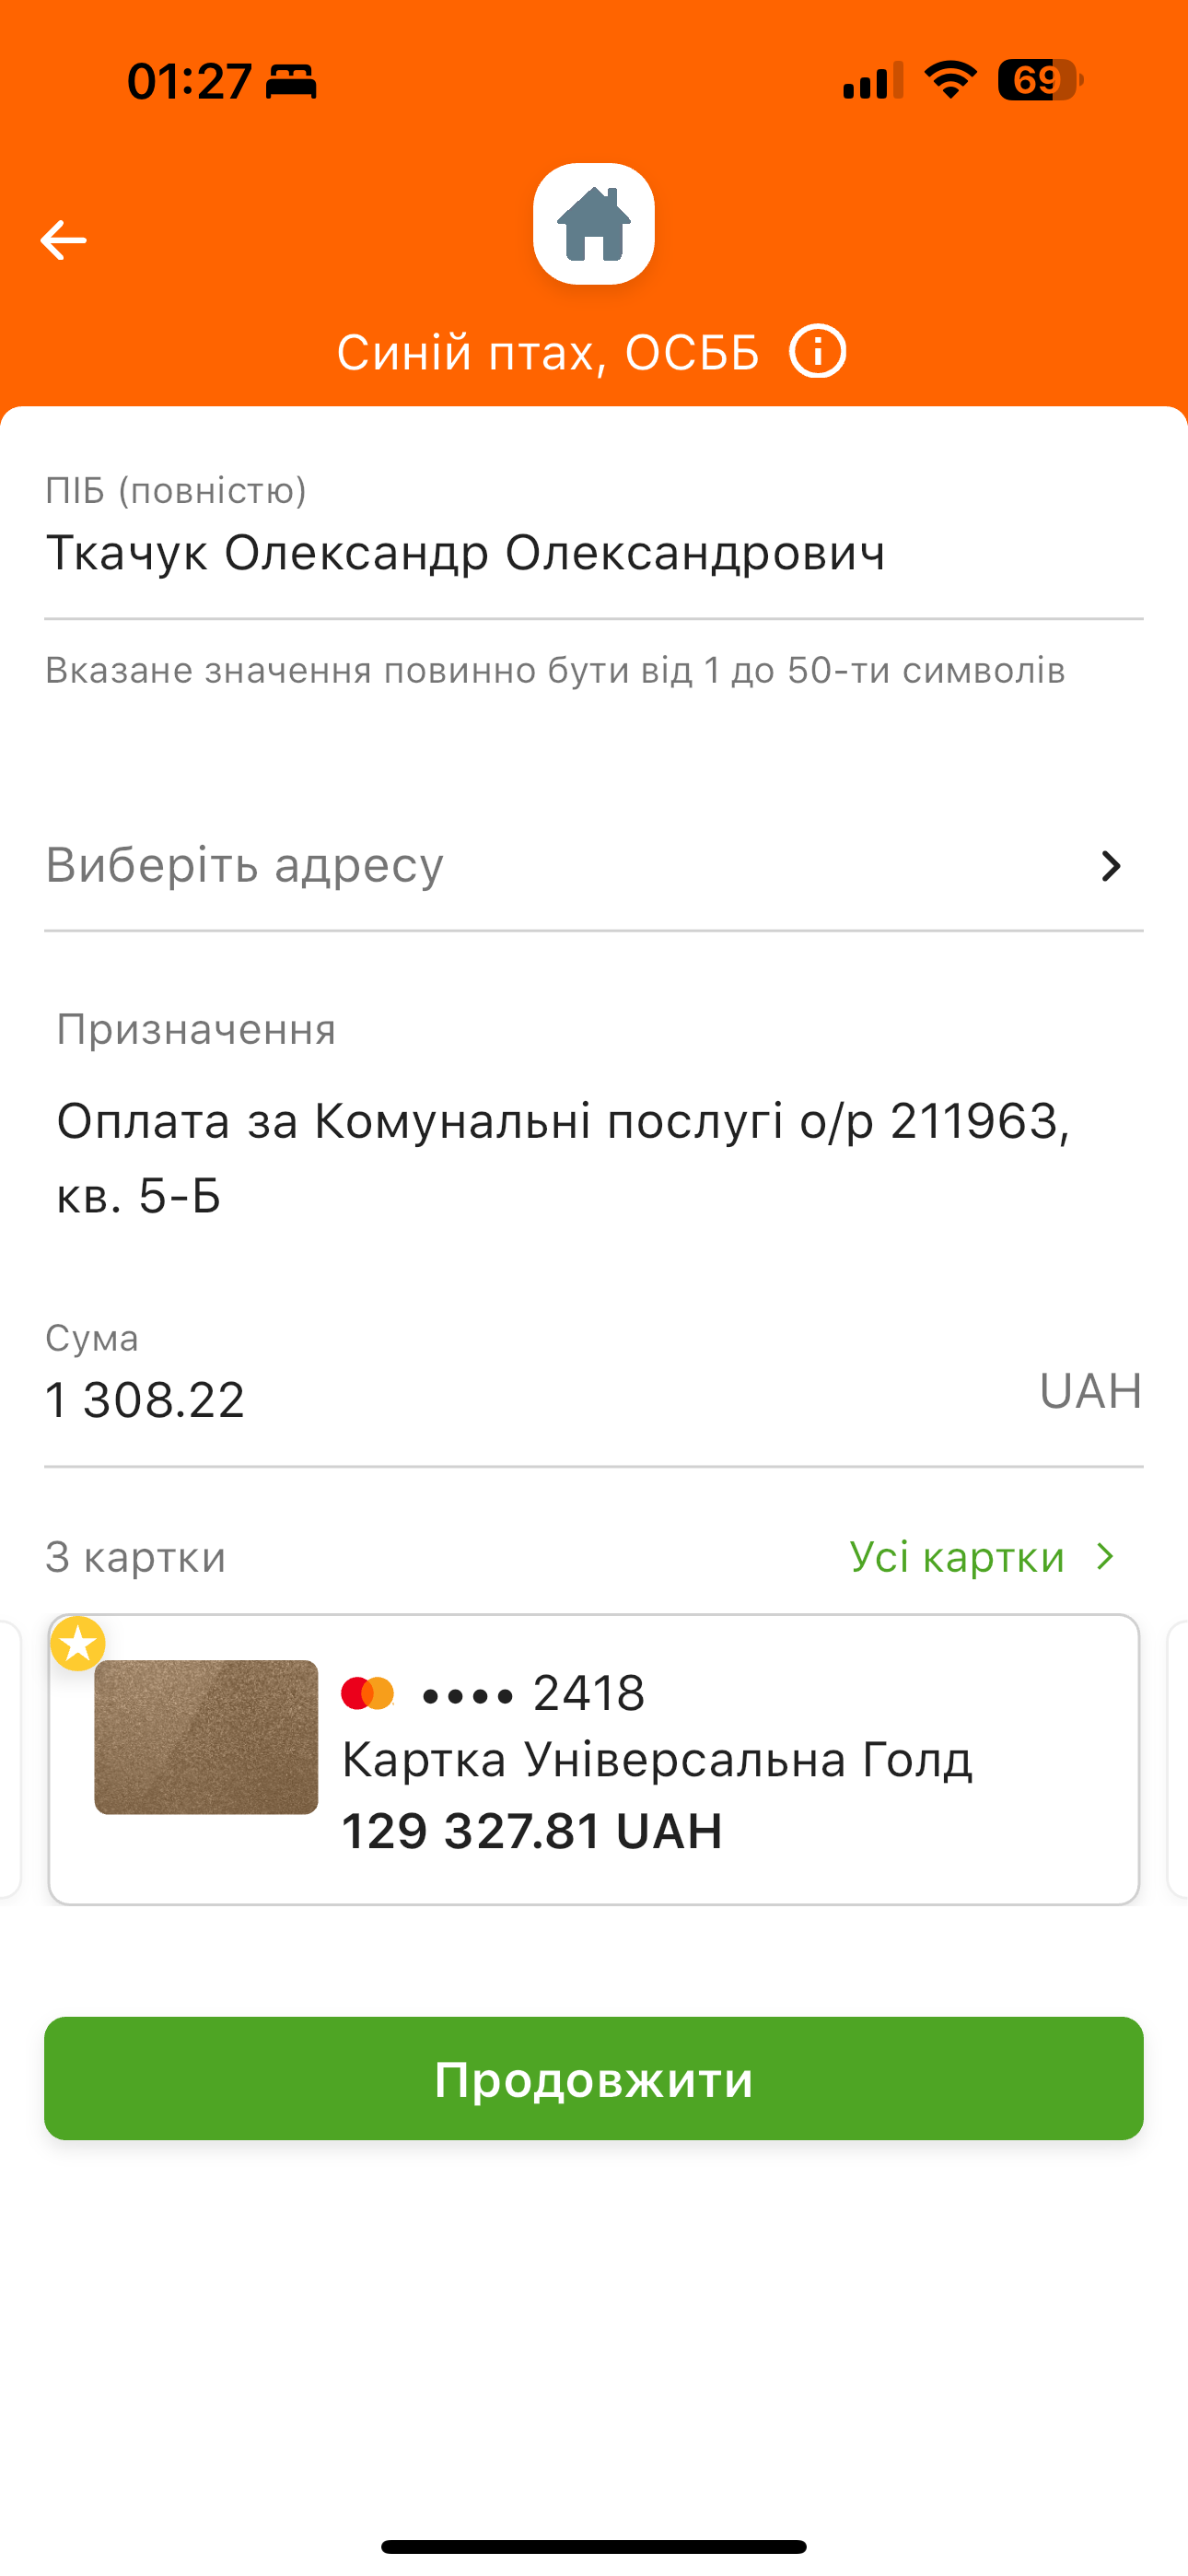 01:27
69
Синій птах, ОСББ
ПІБ (повністю)
Ткачук Олександр Олександрович
Вказане значення повинно бути від 1 до 50-ти символів
Виберіть адресу
Призначення
Оплата за Комунальні послугі о/р 211963,
кв. 5-Б
Сума
1 308.22 UAH
З картки Усі картки
•••• 2418
Картка Універсальна Голд
129 327.81 UAH
Продовжити